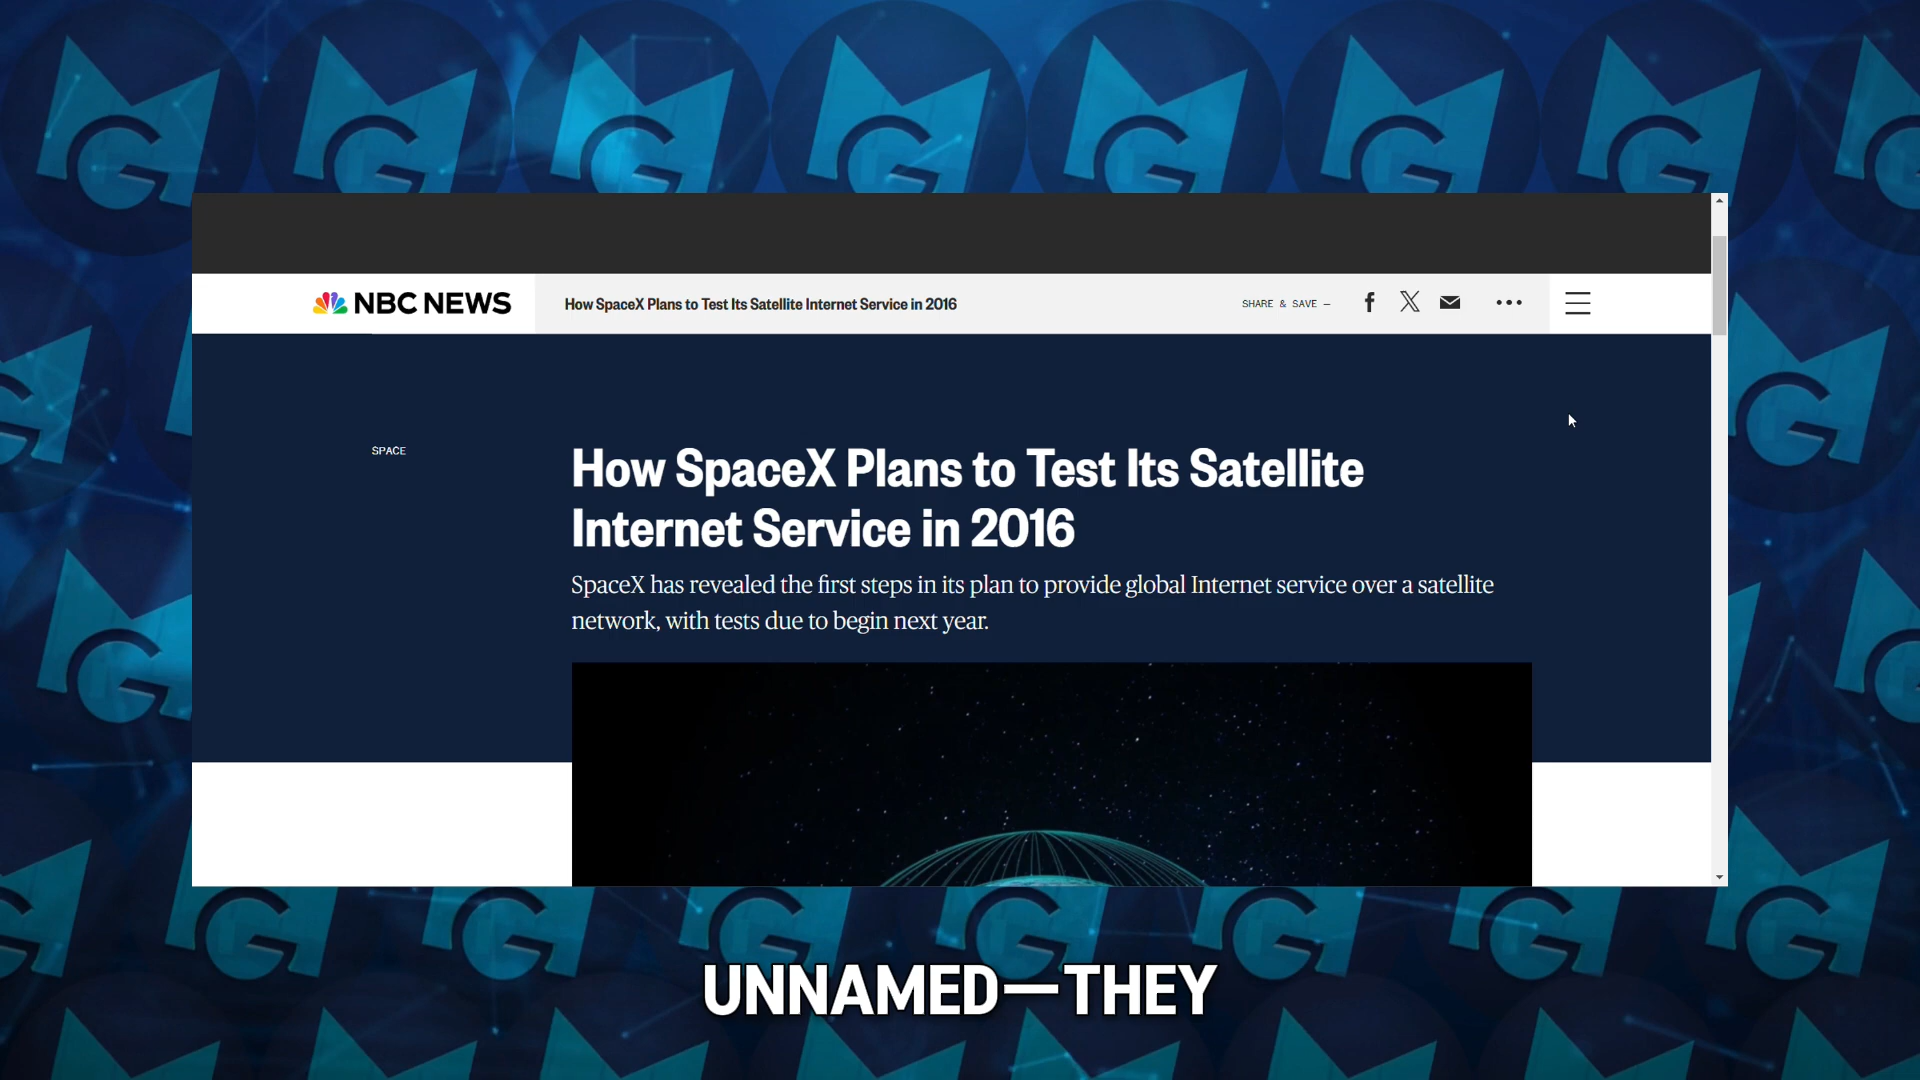 NBC NEWS
How SpaceX Plans to Test Its Satellite Internet Service in 2016
SHARE & SAVE —
SPACE
How SpaceX Plans to Test Its Satellite
Internet Service in 2016
SpaceX has revealed the first steps in its plan to provide global Internet service over a satellite
network, with tests due to begin next year.
UNNAMED—THEY